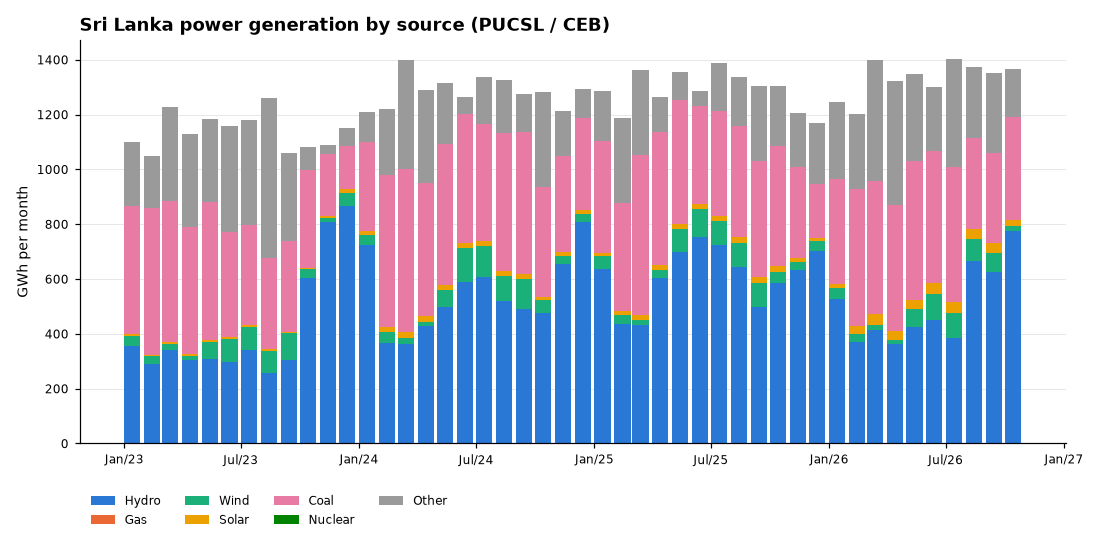 Sri Lanka power generation by source (PUCSL / CEB)
GWh per month
1400
1200
1000
800
600
400
200
0
Jan/23 Jul/23 Jan/24 Jul/24 Jan/25 Jul/25 Jan/26 Jul/26 Jan/27
Hydro Wind Coal Other
Gas Solar Nuclear